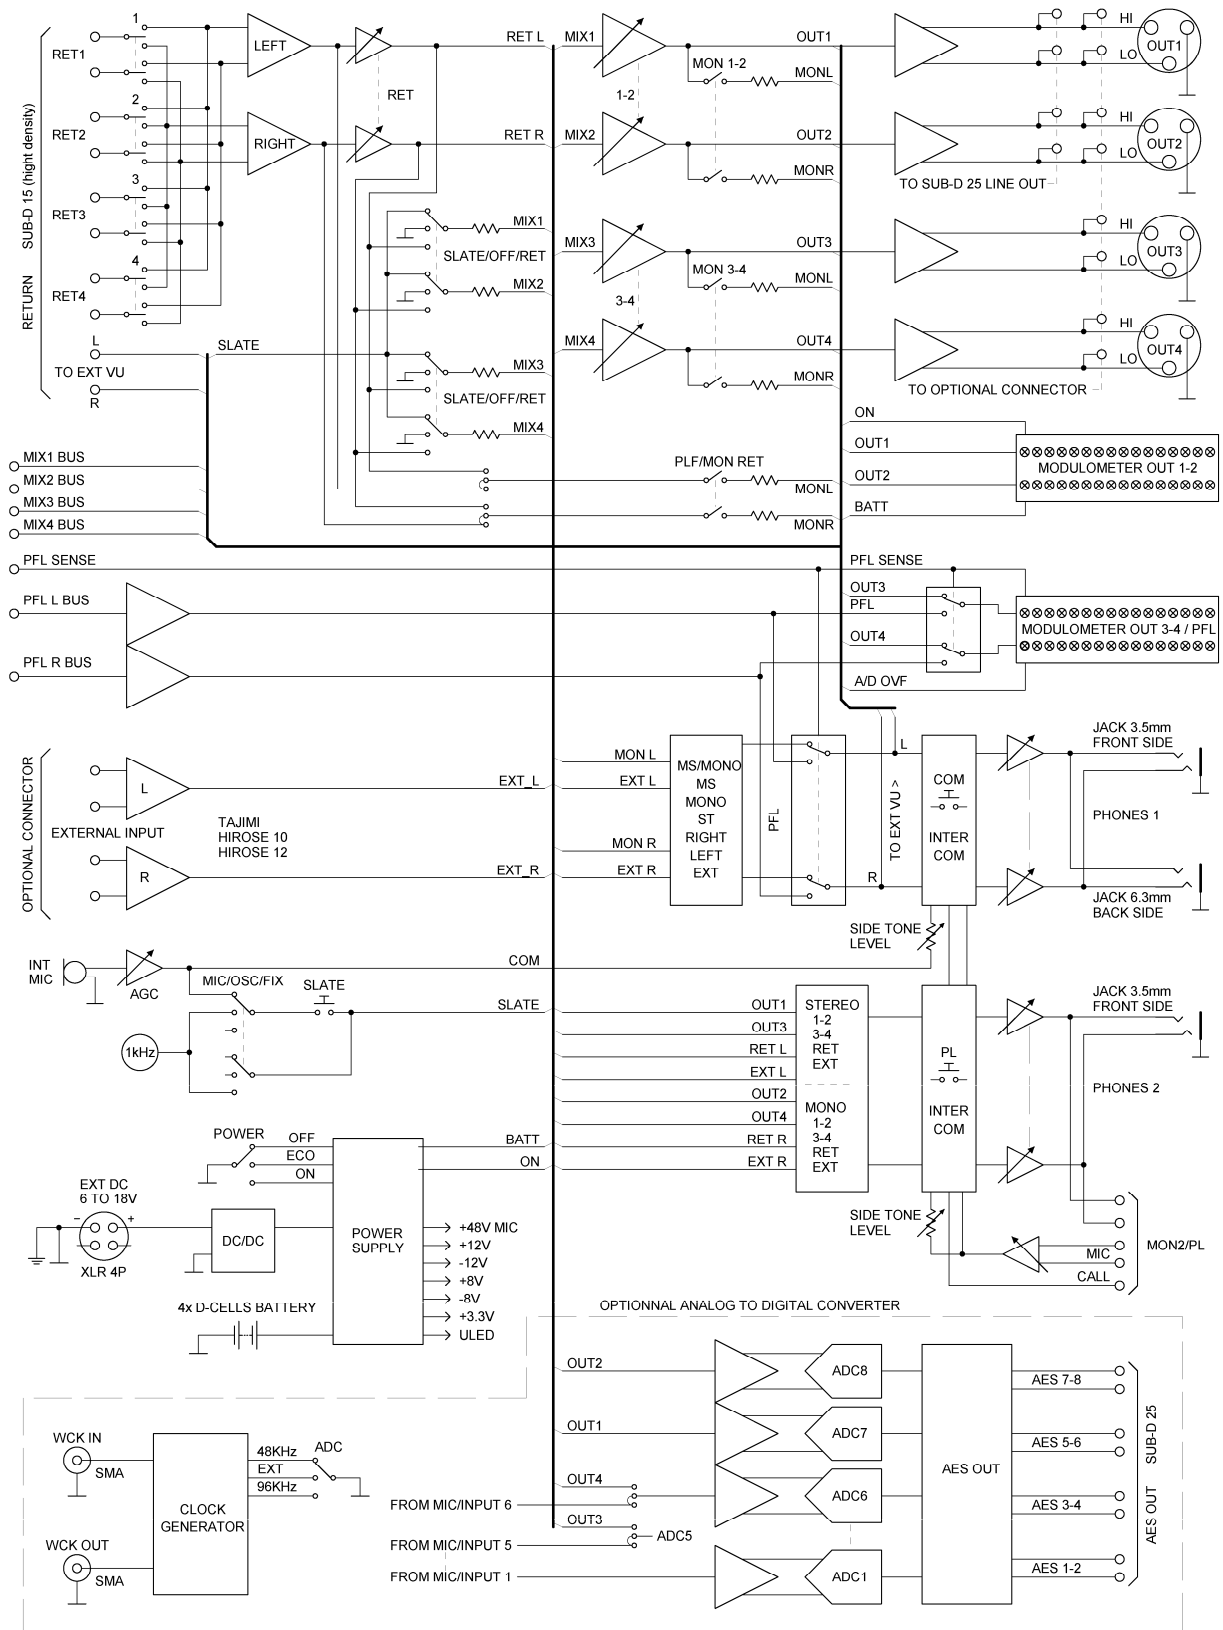 RETURN SUB-D 15 (hight density)
RET1
RET2
RET3
RET4
1
2
3
4
LEFT
RIGHT
RET
RET L
RET R
MIX1
MIX2
MIX3
MIX4
1-2
3-4
MON 1-2
MON 3-4
OUT1
MONL
OUT2
MONR
OUT3
MONL
OUT4
MONR
HI
LO
OUT1
HI
LO
OUT2
TO SUB-D 25 LINE OUT
HI
LO
OUT3
HI
LO
OUT4
TO OPTIONAL CONNECTOR
MIX1
SLATE/OFF/RET
MIX2
MIX3
SLATE/OFF/RET
MIX4
L
TO EXT VU
R
SLATE
MIX1 BUS
MIX2 BUS
MIX3 BUS
MIX4 BUS
PFL SENSE
PFL L BUS
PFL R BUS
PLF/MON RET
MONL
MONR
ON
OUT1
OUT2
BATT
MODULOMETER OUT 1-2
PFL SENSE
OUT3
PFL
OUT4
A/D OVF
MODULOMETER OUT 3-4 / PFL
OPTIONAL CONNECTOR
L
EXTERNAL INPUT
R
TAJIMI
HIROSE 10
HIROSE 12
EXT_L
EXT_R
MON L
EXT L
MON R
EXT R
MS/MONO
MS
MONO
ST
RIGHT
LEFT
EXT
PFL
L
TO EXT VU >
R
COM
INTER
COM
JACK 3.5mm
FRONT SIDE
PHONES 1
JACK 6.3mm
BACK SIDE
SIDE TONE
LEVEL
INT
MIC
AGC
COM
MIC/OSC/FIX
SLATE
SLATE
1kHz
OUT1
OUT3
RET L
EXT L
OUT2
OUT4
RET R
EXT R
STEREO
1-2
3-4
RET
EXT
MONO
1-2
3-4
RET
EXT
PL
INTER
COM
JACK 3.5mm
FRONT SIDE
PHONES 2
SIDE TONE
LEVEL
MIC
CALL
MON2/PL
POWER
OFF
ECO
ON
BATT
ON
EXT DC
6 TO 18V
− +
XLR 4P
DC/DC
POWER
SUPPLY
+48V MIC
+12V
-12V
+8V
-8V
+3.3V
ULED
4x D-CELLS BATTERY
OPTIONNAL ANALOG TO DIGITAL CONVERTER
OUT2
OUT1
OUT4
OUT3
FROM MIC/INPUT 6
FROM MIC/INPUT 5
FROM MIC/INPUT 1
ADC5
ADC8
ADC7
ADC6
ADC1
AES OUT
AES 7-8
AES 5-6
AES 3-4
AES 1-2
AES OUT SUB-D 25
WCK IN
SMA
WCK OUT
SMA
CLOCK
GENERATOR
48KHz
EXT
96KHz
ADC